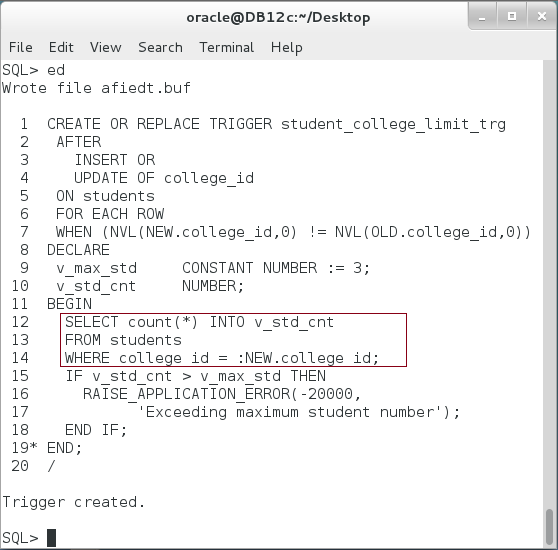 oracle@DB12c:~/Desktop
File Edit View Search Terminal Help
SQL> ed
Wrote file afiedt.buf
1 CREATE OR REPLACE TRIGGER student_college_limit_trg
2 AFTER
3 INSERT OR
4 UPDATE OF college_id
5 ON students
6 FOR EACH ROW
7 WHEN (NVL(NEW.college_id,0) != NVL(OLD.college_id,0))
8 DECLARE
9 v_max_std CONSTANT NUMBER := 3;
10 v_std_cnt NUMBER;
11 BEGIN
12 SELECT count(*) INTO v_std_cnt
13 FROM students
14 WHERE college_id = :NEW.college_id;
15 IF v_std_cnt > v_max_std THEN
16 RAISE_APPLICATION_ERROR(-20000,
17 'Exceeding maximum student number');
18 END IF;
19* END;
20 /
Trigger created.
SQL>